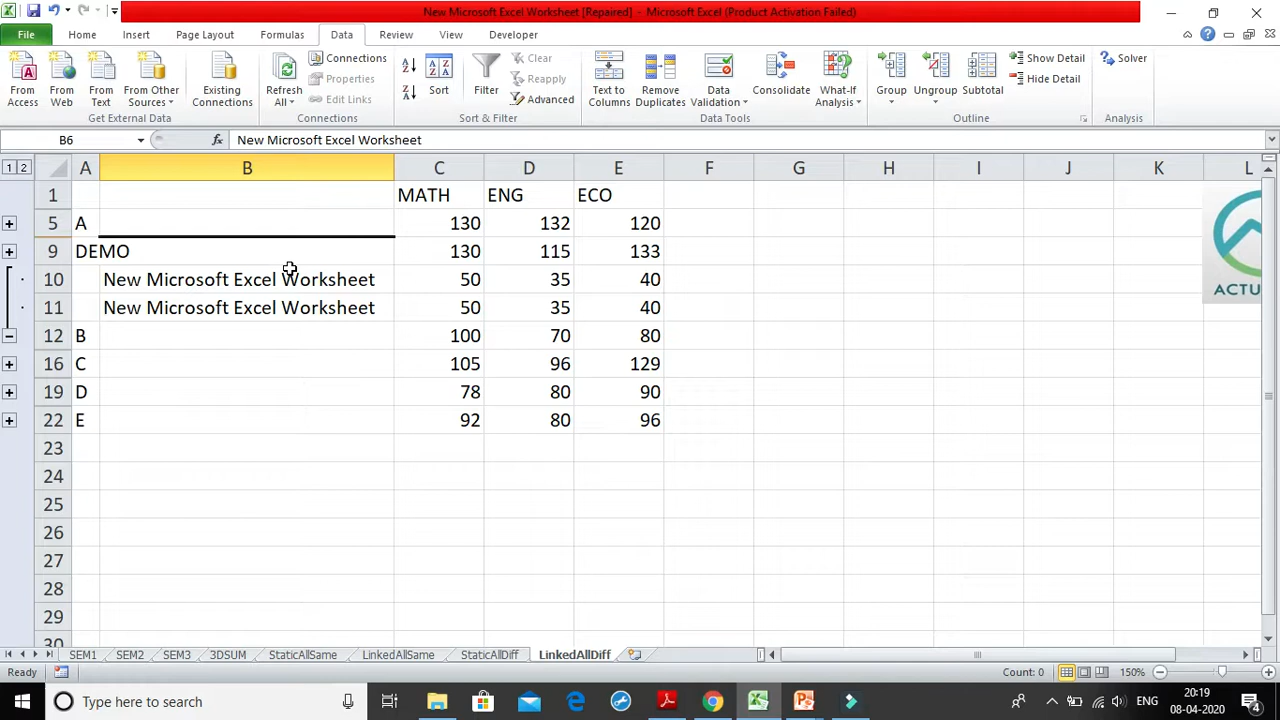 New Microsoft Excel Worksheet [Repaired] - Microsoft Excel (Product Activation Failed)
File Home Insert Page Layout Formulas Data Review View Developer
From Access From Web From Text From Other Sources Existing Connections Refresh All Connections Properties Edit Links Sort Filter Clear Reapply Advanced Text to Columns Remove Duplicates Data Validation Consolidate What-If Analysis Group Ungroup Subtotal Show Detail Hide Detail Solver
Get External Data Connections Sort & Filter Data Tools Outline Analysis
B6 fx New Microsoft Excel Worksheet
1 2 A B C D E F G H I J K L
1 MATH ENG ECO
5 A 130 132 120
9 DEMO 130 115 133
10 New Microsoft Excel Worksheet 50 35 40
11 New Microsoft Excel Worksheet 50 35 40
12 B 100 70 80
16 C 105 96 129
19 D 78 80 90
22 E 92 80 96
23
24
25
26
27
28
29
30
ACTU
SEM1 SEM2 SEM3 3DSUM StaticAllSame LinkedAllSame StaticAllDiff LinkedAllDiff
Ready Count: 0 150%
Type here to search ENG 20:19
08-04-2020 4